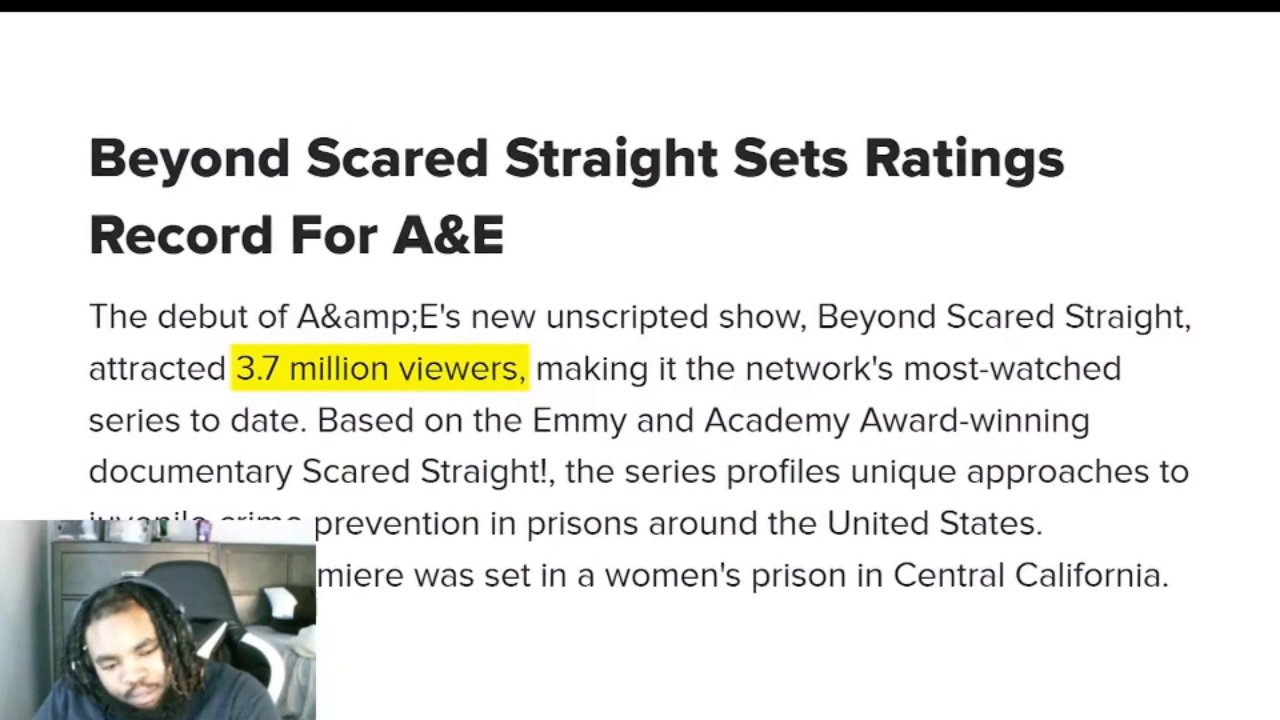 Beyond Scared Straight Sets Ratings
Record For A&E
The debut of A&amp;E's new unscripted show, Beyond Scared Straight,
attracted 3.7 million viewers, making it the network's most-watched
series to date. Based on the Emmy and Academy Award-winning
documentary Scared Straight!, the series profiles unique approaches to
juvenile crime prevention in prisons around the United States.
miere was set in a women's prison in Central California.